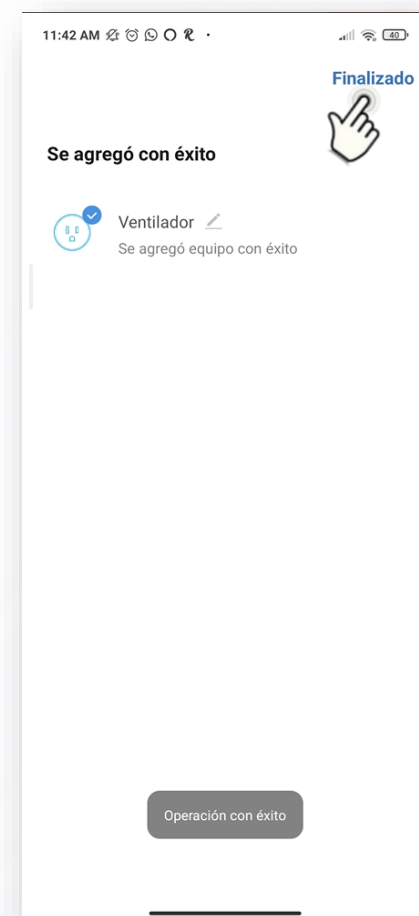 11:42 AM
40
Finalizado
Se agregó con éxito
Ventilador
Se agregó equipo con éxito
Operación con éxito